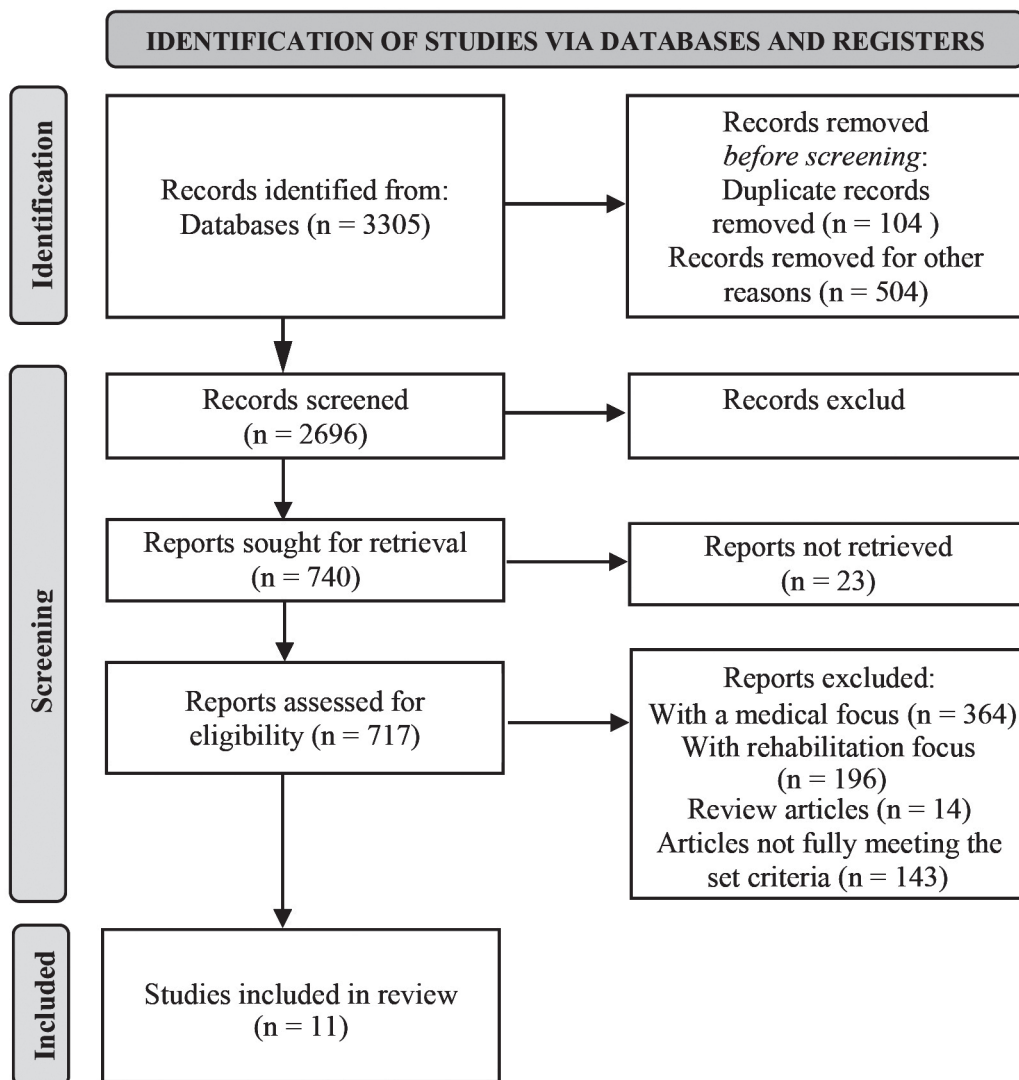 IDENTIFICATION OF STUDIES VIA DATABASES AND REGISTERS
Identification
Records identified from:
Databases (n = 3305)
Records removed
before screening:
Duplicate records
removed (n = 104 )
Records removed for other
reasons (n = 504)
Screening
Records screened
(n = 2696)
Records exclud
Reports sought for retrieval
(n = 740)
Reports not retrieved
(n = 23)
Reports assessed for
eligibility (n = 717)
Reports excluded:
With a medical focus (n = 364)
With rehabilitation focus
(n = 196)
Review articles (n = 14)
Articles not fully meeting the
set criteria (n = 143)
Included
Studies included in review
(n = 11)